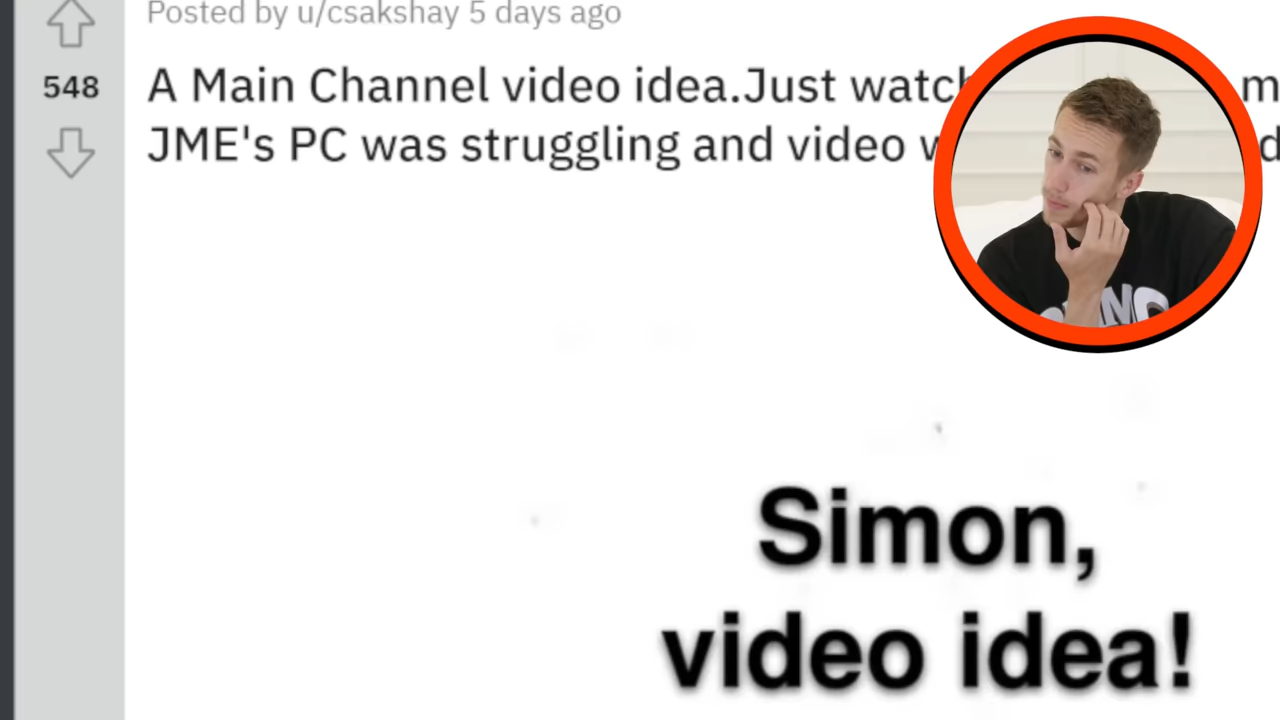 Posted by u/csakshay 5 days ago
548
A Main Channel video idea.Just watch
JME's PC was struggling and video
Simon,
video idea!